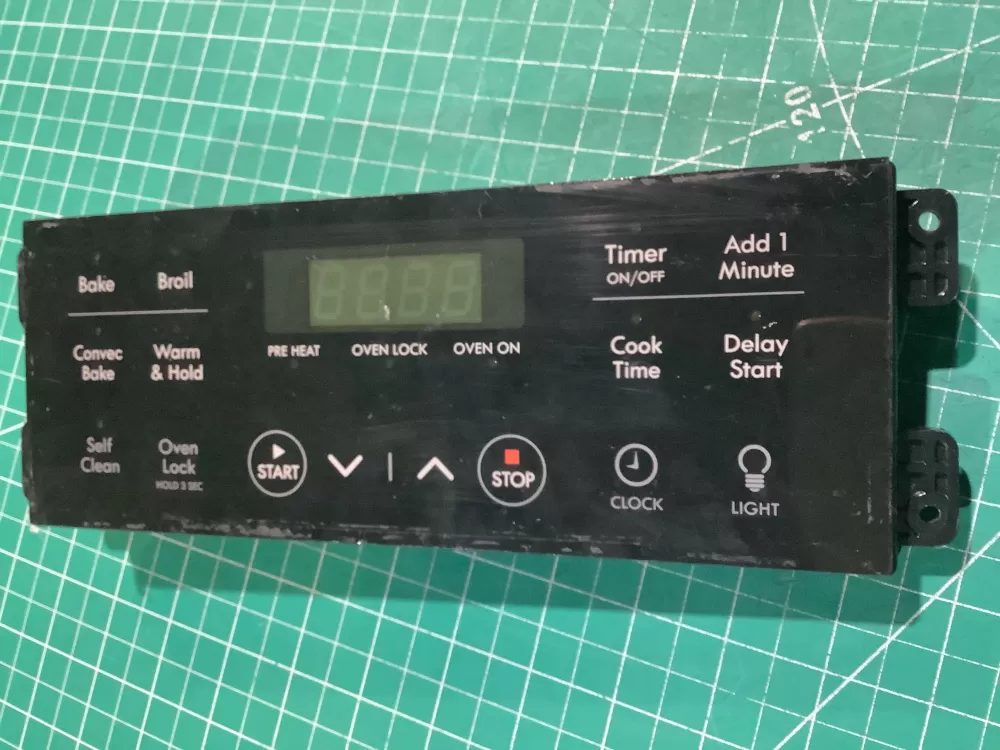 120
Bake
Broil
Timer
ON/OFF
Add 1
Minute
PRE HEAT
OVEN LOCK
OVEN ON
Convec
Bake
Warm
& Hold
Cook
Time
Delay
Start
Self
Clean
Oven
Lock
HOLD 3 SEC
START
STOP
CLOCK
LIGHT